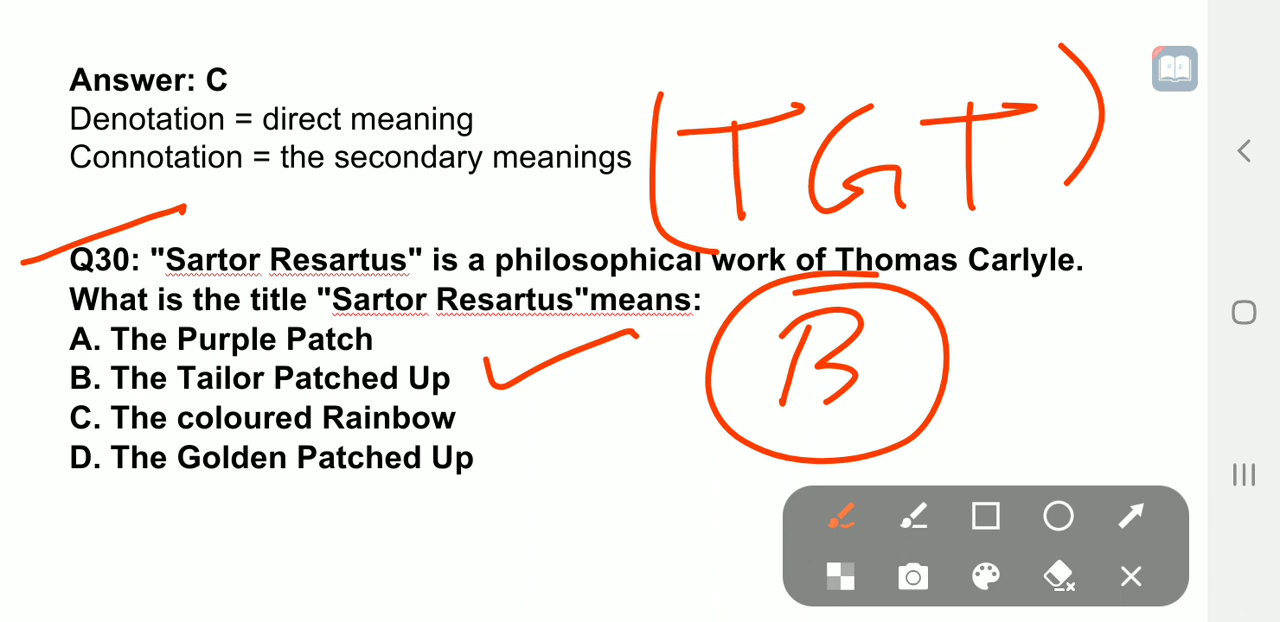 Answer: C
Denotation = direct meaning
Connotation = the secondary meanings
(TGT)
Q30: "Sartor Resartus" is a philosophical work of Thomas Carlyle.
What is the title "Sartor Resartus"means:
A. The Purple Patch
B. The Tailor Patched Up
B
C. The coloured Rainbow
D. The Golden Patched Up